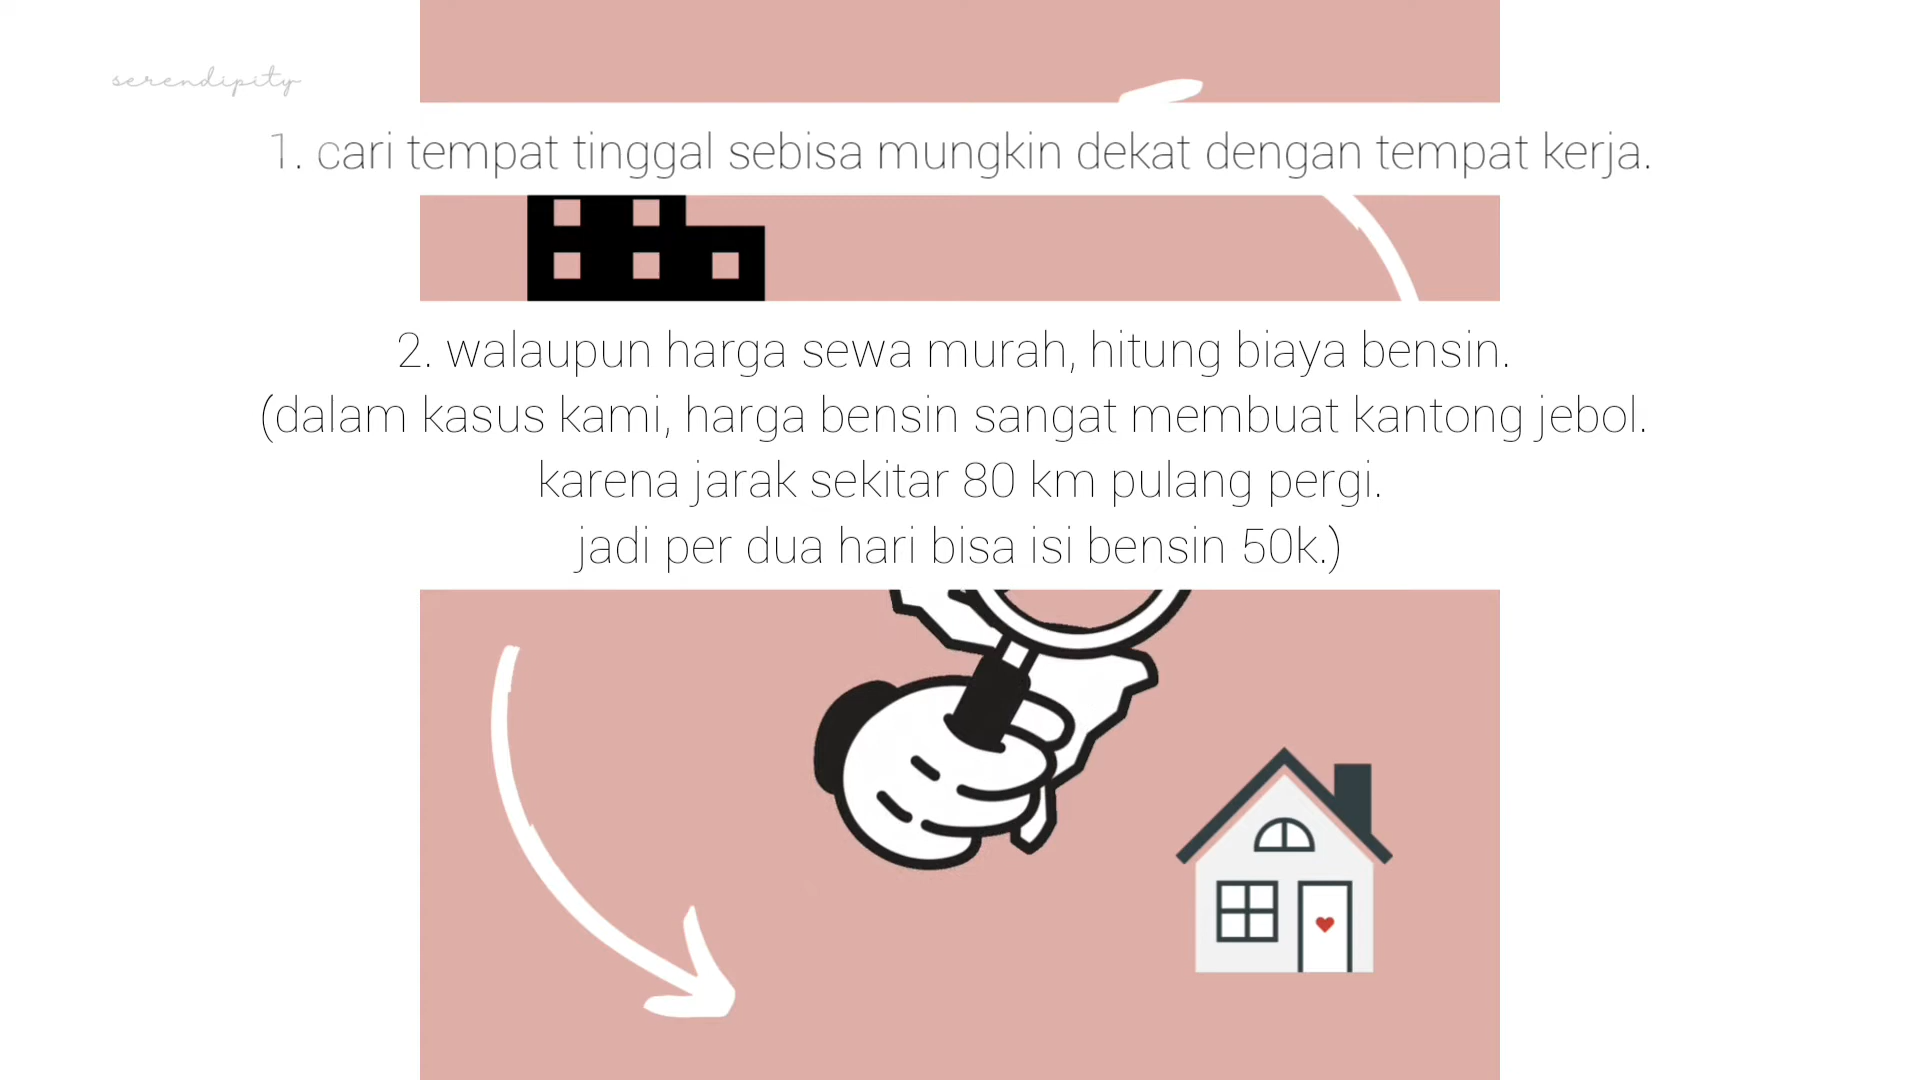 serendipity
1. cari tempat tinggal sebisa mungkin dekat dengan tempat kerja.
2. walaupun harga sewa murah, hitung biaya bensin.
(dalam kasus kami, harga bensin sangat membuat kantong jebol.
karena jarak sekitar 80 km pulang pergi.
jadi per dua hari bisa isi bensin 50k.)